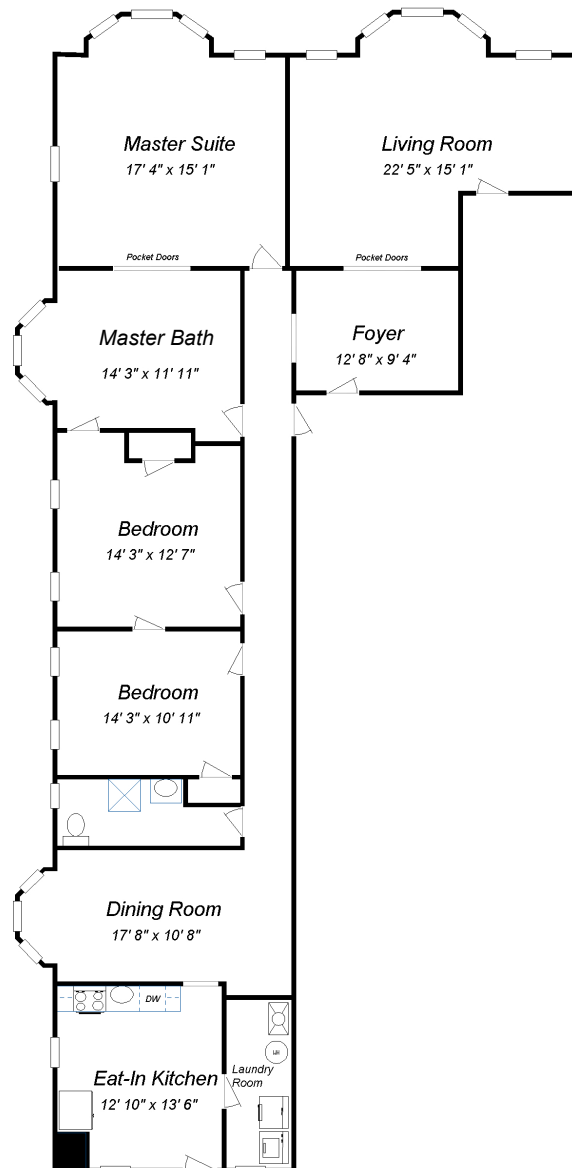 Master Suite
17' 4" x 15' 1"
Living Room
22' 5" x 15' 1"
Pocket Doors
Pocket Doors
Master Bath
14' 3" x 11' 11"
Foyer
12' 8" x 9' 4"
Bedroom
14' 3" x 12' 7"
Bedroom
14' 3" x 10' 11"
Dining Room
17' 8" x 10' 8"
DW
Eat-In Kitchen
12' 10" x 13' 6"
Laundry
Room